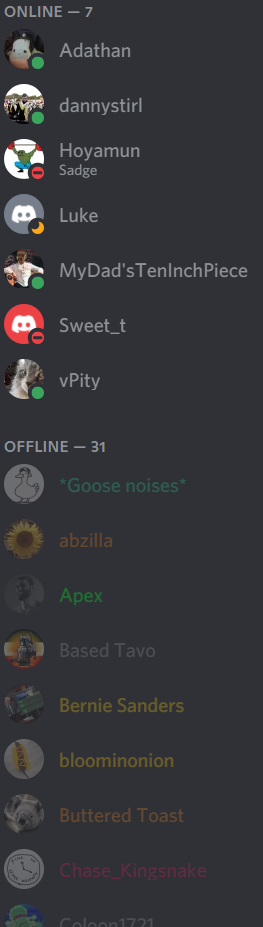 ONLINE — 7
Adathan
dannystirl
Hoyamun
Sadge
Luke
MyDad'sTenInchPiece
Sweet_t
vPity
OFFLINE — 31
*Goose noises*
abzilla
Apex
Based Tavo
Bernie Sanders
bloominonion
Buttered Toast
Chase_Kingsnake